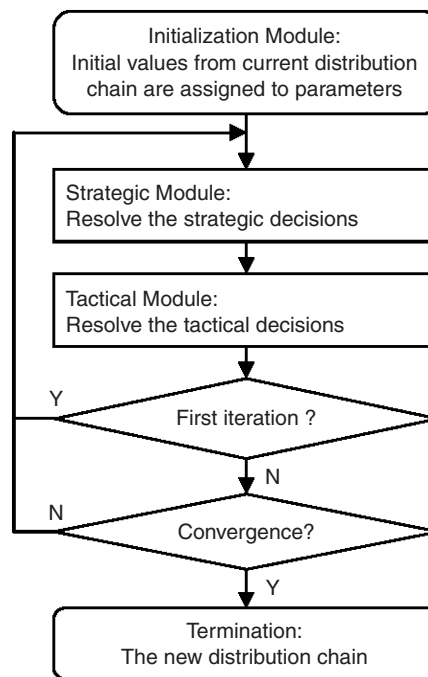 Initialization Module:
Initial values from current distribution
chain are assigned to parameters
Strategic Module:
Resolve the strategic decisions
Tactical Module:
Resolve the tactical decisions
Y
First iteration ?
N
N
Convergence?
Y
Termination:
The new distribution chain